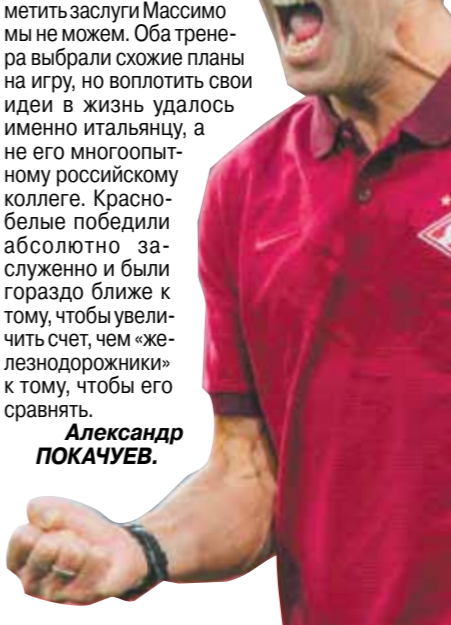 метить заслуги Массимо
мы не можем. Оба трене-
ра выбрали схожие планы
на игру, но воплотить свои
идеи в жизнь удалось
именно итальянцу, а
не его многоопыт-
ному российскому
коллеге. Красно-
белые победили
абсолютно за-
служенно и были
гораздо ближе к
тому, чтобы увели-
чить счет, чем «же-
лезнодорожники»
к тому, чтобы его
сравнять.
Александр
ПОКАЧУЕВ.